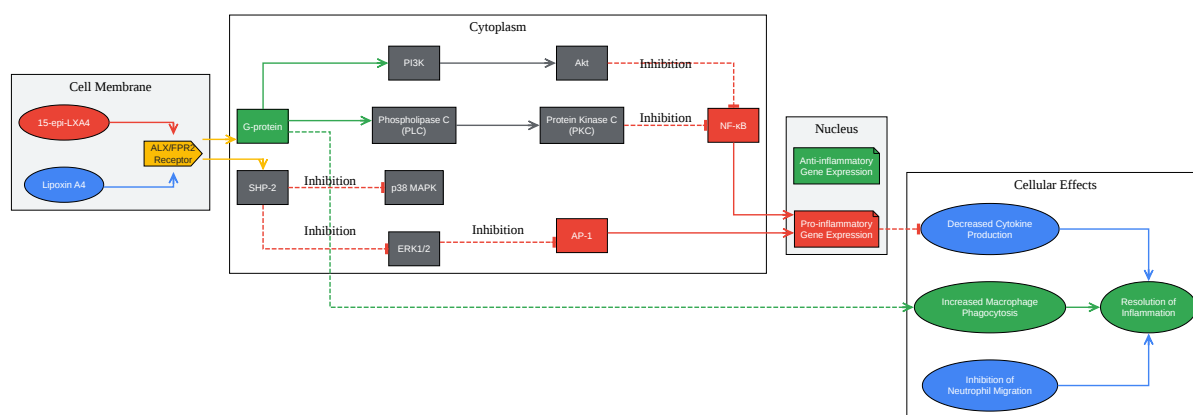 Cell Membrane
15-epi-LXA4
ALX/FPR2
Receptor
Lipoxin A4
Cytoplasm
PI3K
Akt
Inhibition
G-protein
Phospholipase C
(PLC)
Protein Kinase C
(PKC)
Inhibition
NF-κB
SHP-2
Inhibition
p38 MAPK
Inhibition
ERK1/2
Inhibition
AP-1
Nucleus
Anti-inflammatory
Gene Expression
Pro-inflammatory
Gene Expression
Cellular Effects
Decreased Cytokine
Production
Increased Macrophage
Phagocytosis
Resolution of
Inflammation
Inhibition of
Neutrophil Migration